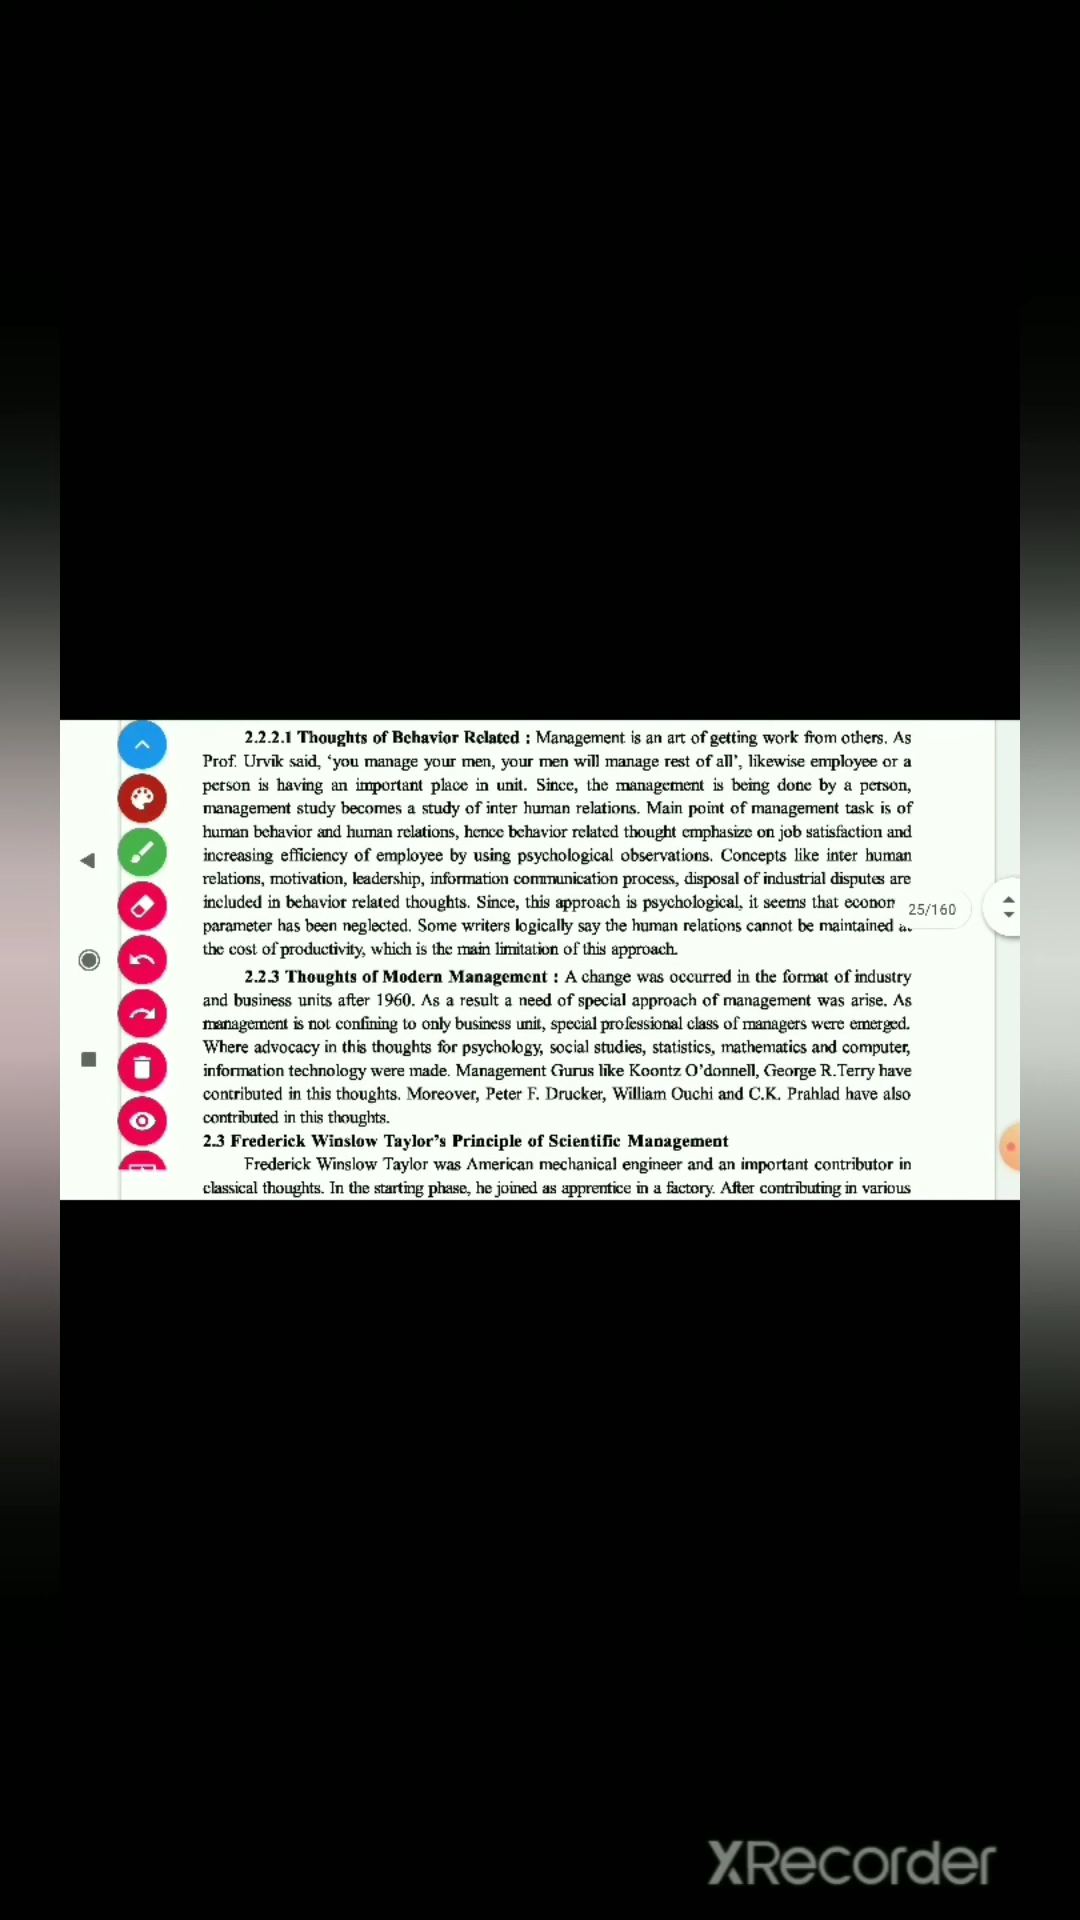 2.2.2.1 Thoughts of Behavior Related : Management is an art of getting work from others. As
Prof. Urvik said, ‘you manage your men, your men will manage rest of all’, likewise employee or a
person is having an important place in unit. Since, the management is being done by a person,
management study becomes a study of inter human relations. Main point of management task is of
human behavior and human relations, hence behavior related thought emphasize on job satisfaction and
increasing efficiency of employee by using psychological observations. Concepts like inter human
relations, motivation, leadership, information communication process, disposal of industrial disputes are
included in behavior related thoughts. Since, this approach is psychological, it seems that econom
25/160
parameter has been neglected. Some writers logically say the human relations cannot be maintained
the cost of productivity, which is the main limitation of this approach.
2.2.3 Thoughts of Modern Management : A change was occurred in the format of industry
and business units after 1960. As a result a need of special approach of management was arise. As
management is not confining to only business unit, special professional class of managers were emerged.
Where advocacy in this thoughts for psychology, social studies, statistics, mathematics and computer,
information technology were made. Management Gurus like Koontz O’donnell, George R.Terry have
contributed in this thoughts. Moreover, Peter F. Drucker, William Ouchi and C.K. Prahlad have also
contributed in this thoughts.
2.3 Frederick Winslow Taylor’s Principle of Scientific Management
Frederick Winslow Taylor was American mechanical engineer and an important contributor in
classical thoughts. In the starting phase, he joined as apprentice in a factory. After contributing in various
XRecorder